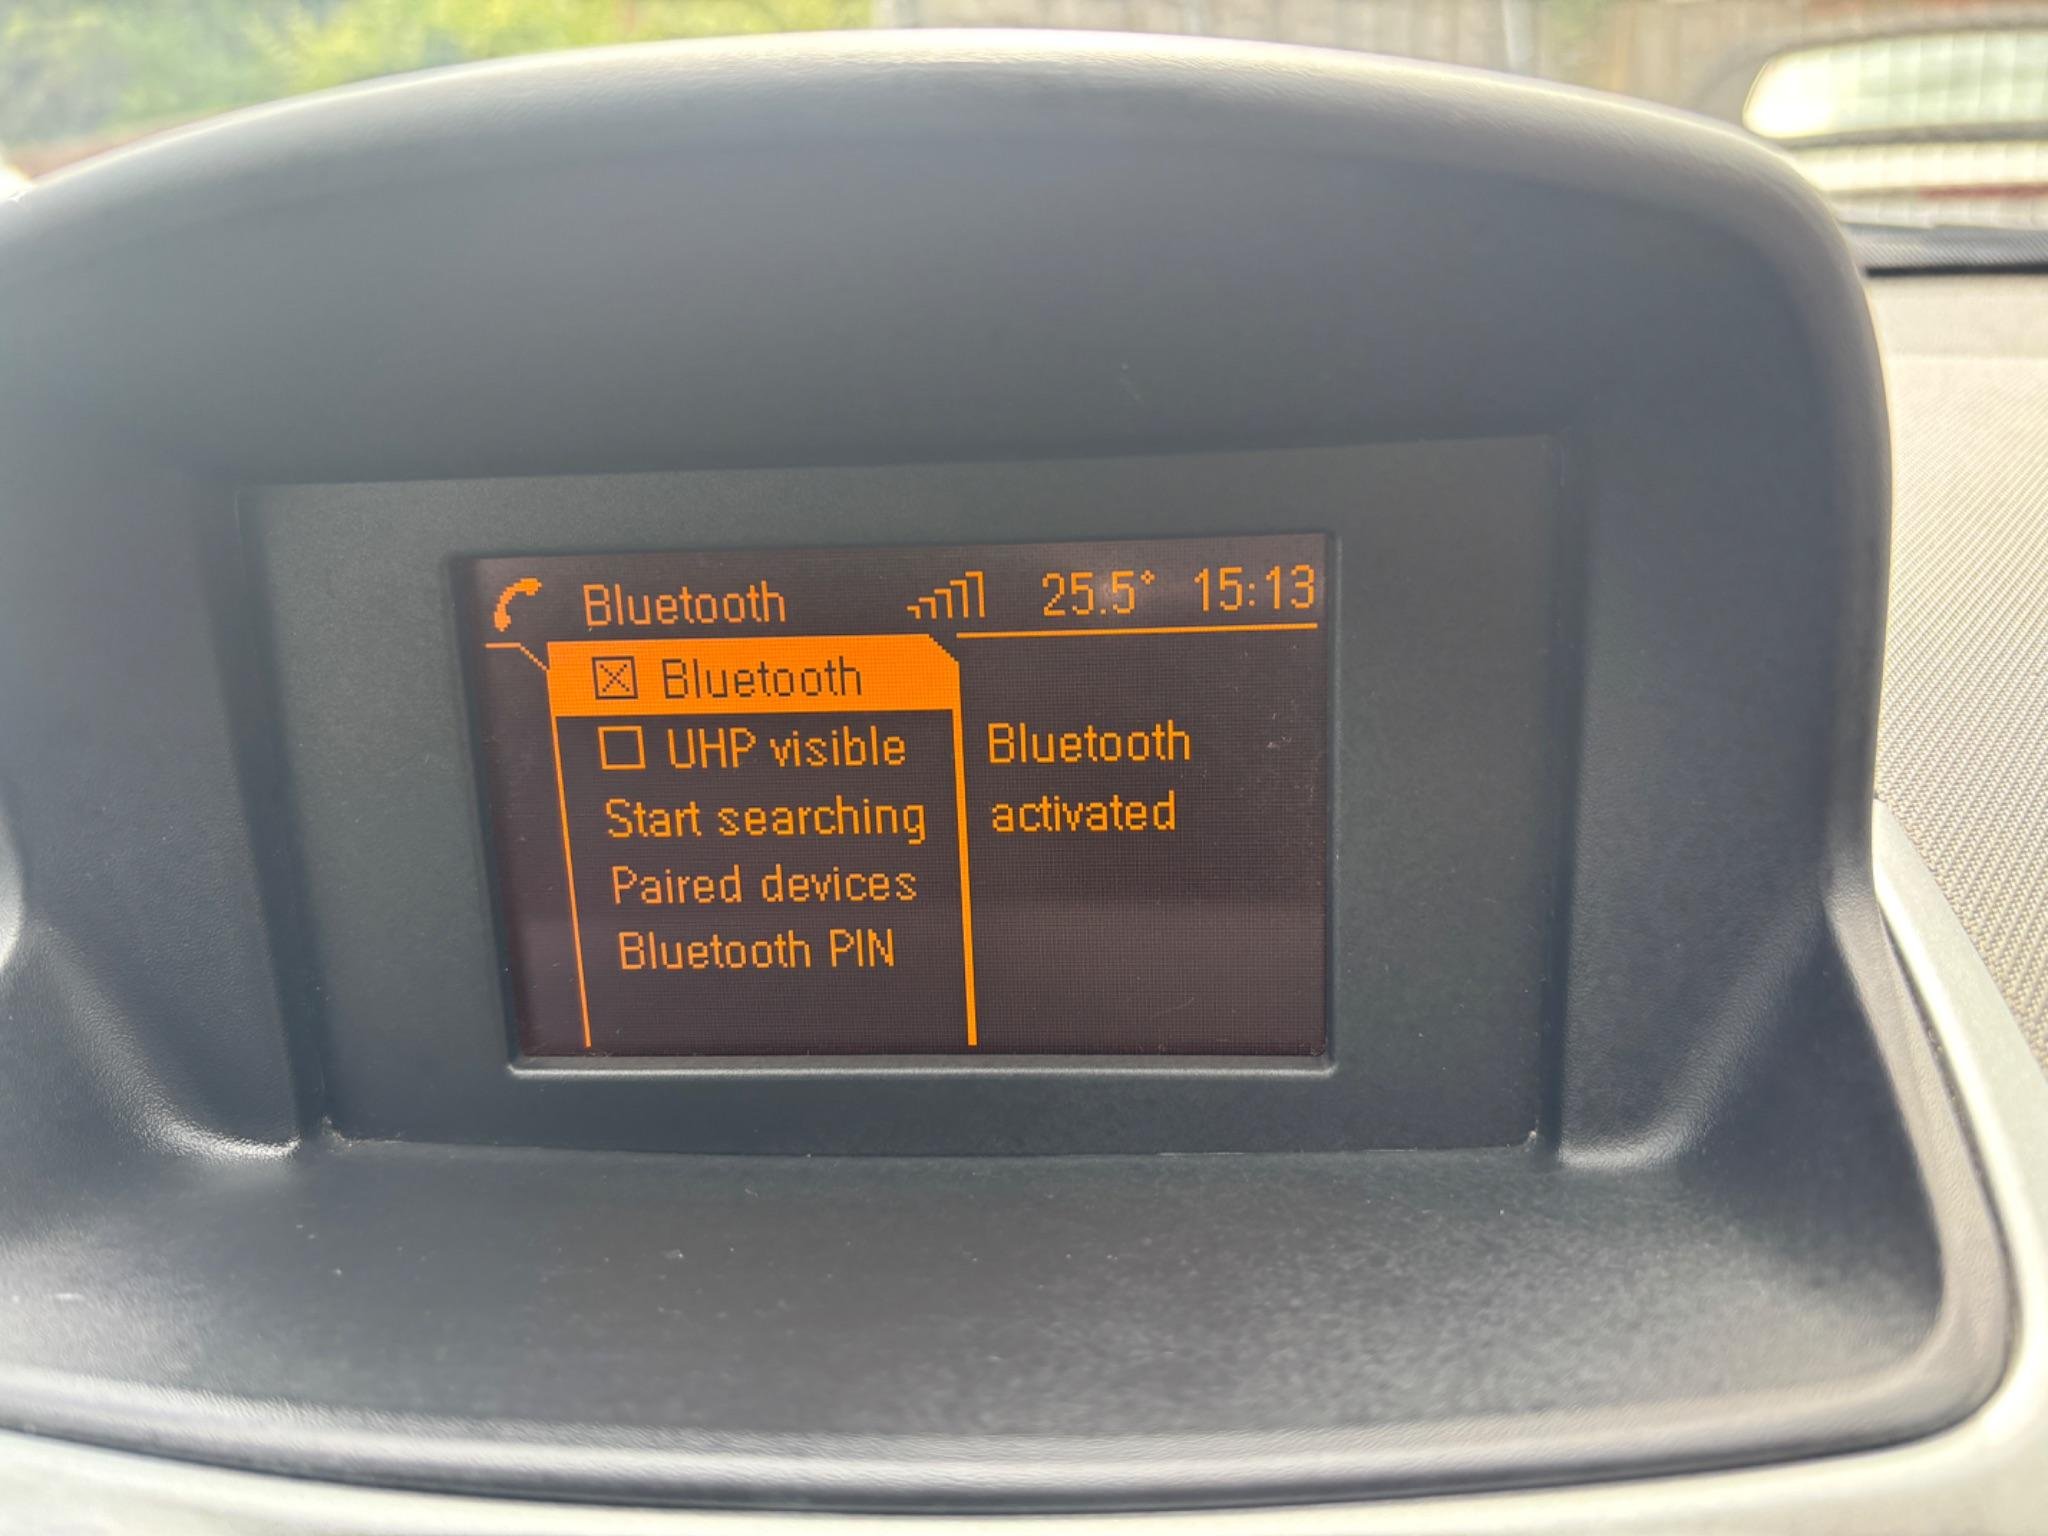 Bluetooth 25.5° 15:13
Bluetooth
UHP visible
Start searching
Paired devices
Bluetooth PIN
Bluetooth
activated